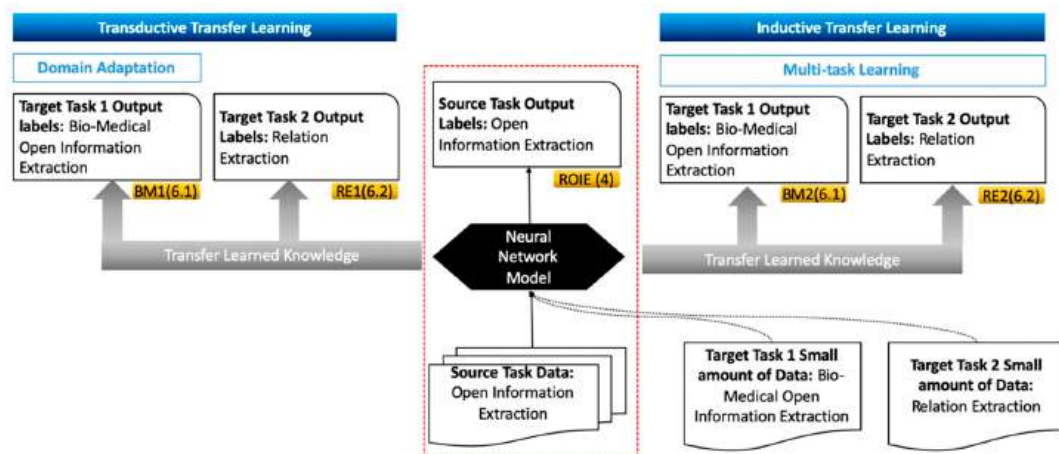 Transductive Transfer Learning
Domain Adaptation
Target Task 1 Output
labels: Bio-Medical
Open Information
Extraction
BM1(6.1)
Target Task 2 Output
Labels: Relation
Extraction
RE1(6.2)
Transfer Learned Knowledge
Source Task Output
Labels: Open
Information Extraction
ROIE (4)
Neural
Network
Model
Source Task Data:
Open Information
Extraction
Inductive Transfer Learning
Multi-task Learning
Target Task 1 Output
labels: Bio-Medical
Open Information
Extraction
BM2(6.1)
Target Task 2 Output
Labels: Relation
Extraction
RE2(6.2)
Transfer Learned Knowledge
Target Task 1 Small
amount of Data: Bio-
Medical Open
Information Extraction
Target Task 2 Small
amount of Data:
Relation Extraction